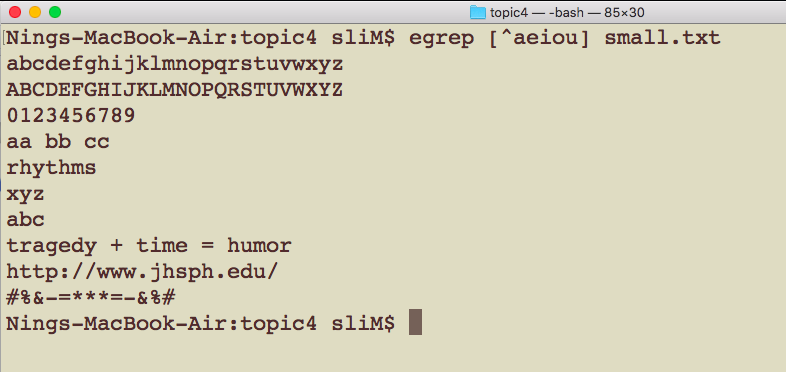 topic4 — -bash — 85×30
Nings-MacBook-Air:topic4 sliM$ egrep [^aeiou] small.txt
abcdefghijklmnopqrstuvwxyz
ABCDEFGHIJKLMNOPQRSTUVWXYZ
0123456789
aa bb cc
rhythms
xyz
abc
tragedy + time = humor
http://www.jhsph.edu/
#%&-=***=-&%#
Nings-MacBook-Air:topic4 sliM$